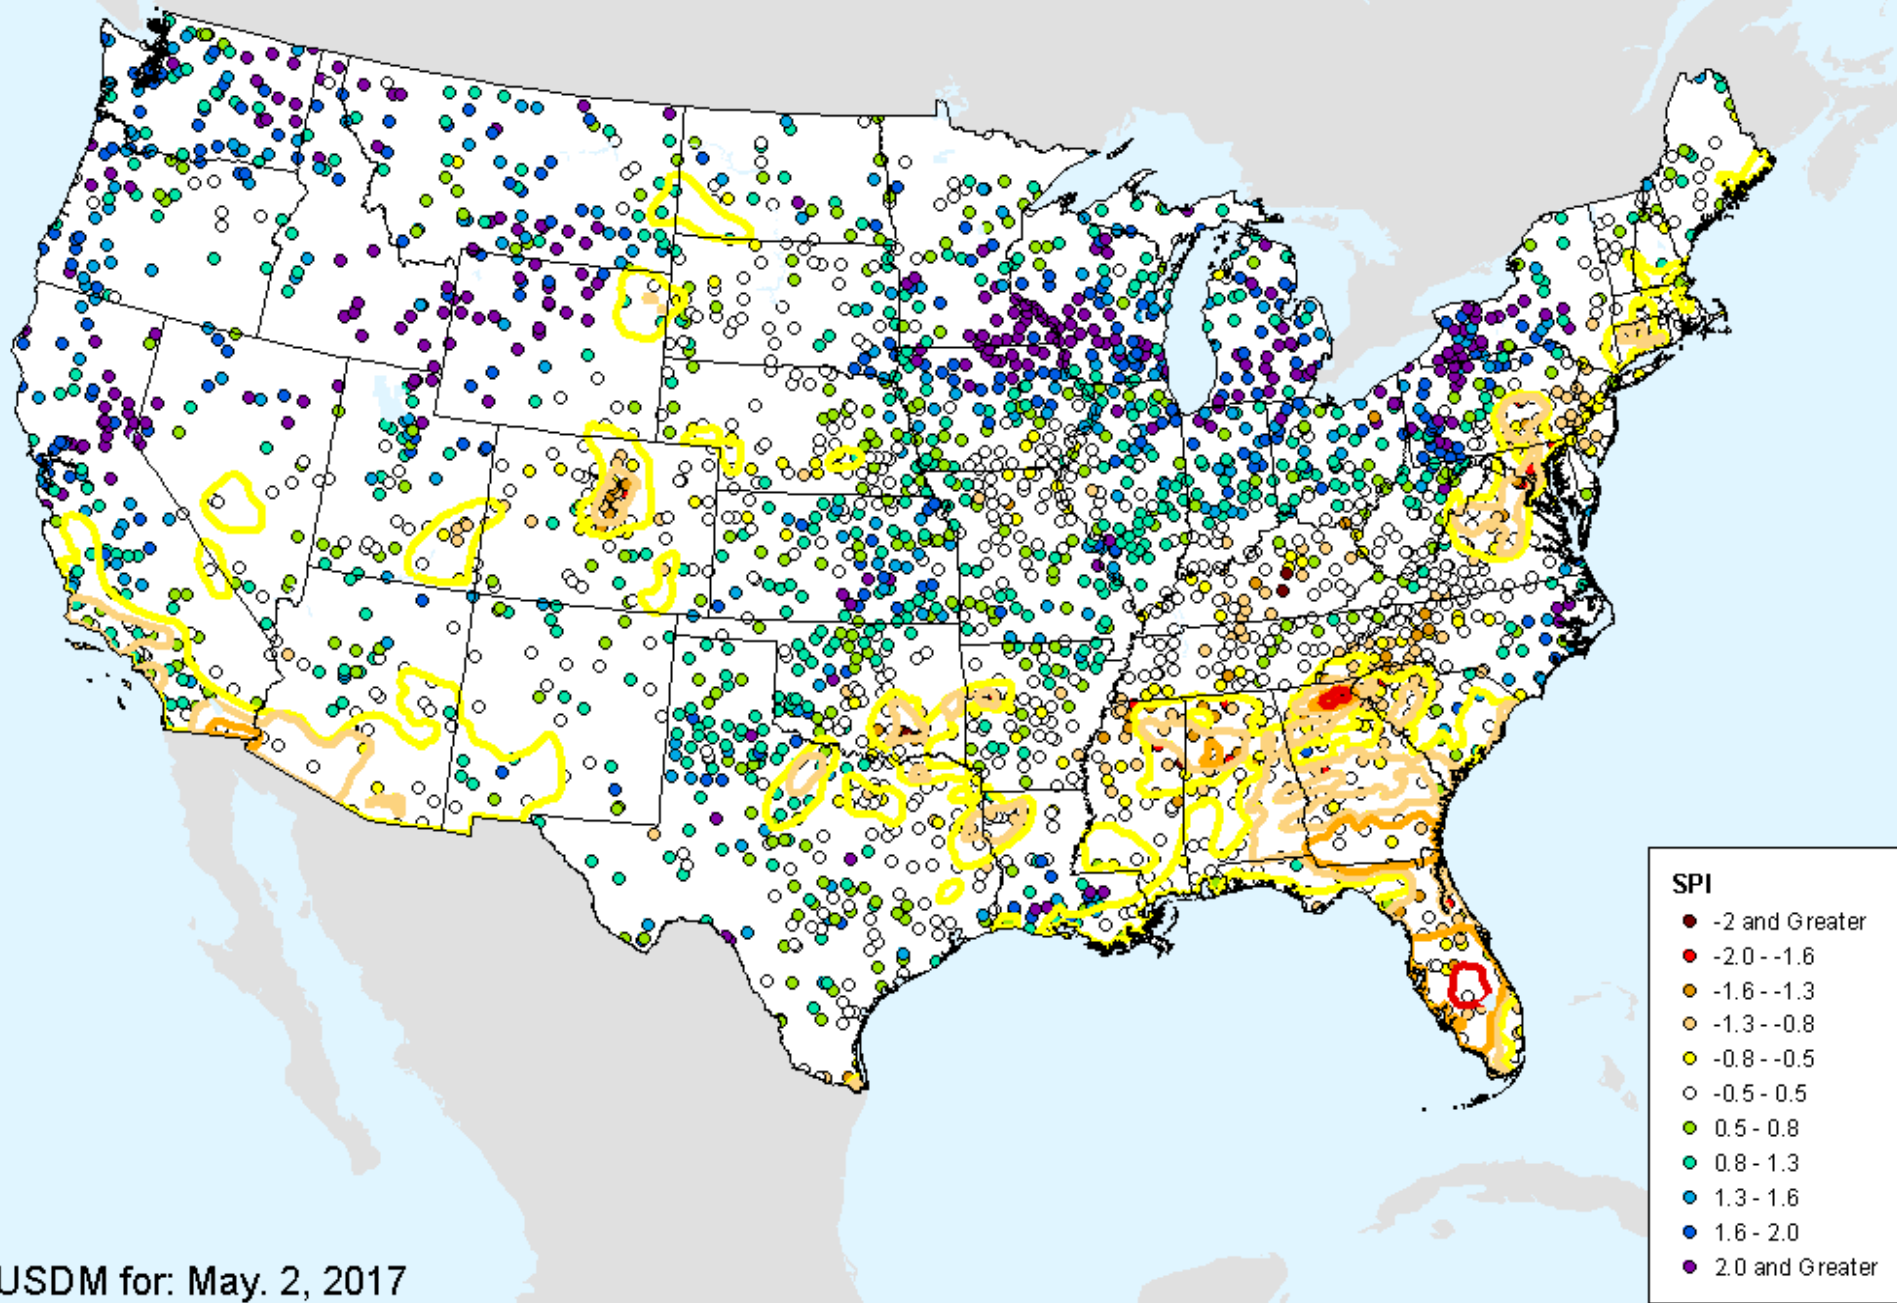 SPI
-2 and Greater
-2.0 - -1.6
-1.6 - -1.3
-1.3 - -0.8
-0.8 - -0.5
-0.5 - 0.5
0.5 - 0.8
0.8 - 1.3
1.3 - 1.6
1.6 - 2.0
2.0 and Greater
USDM for: May. 2, 2017